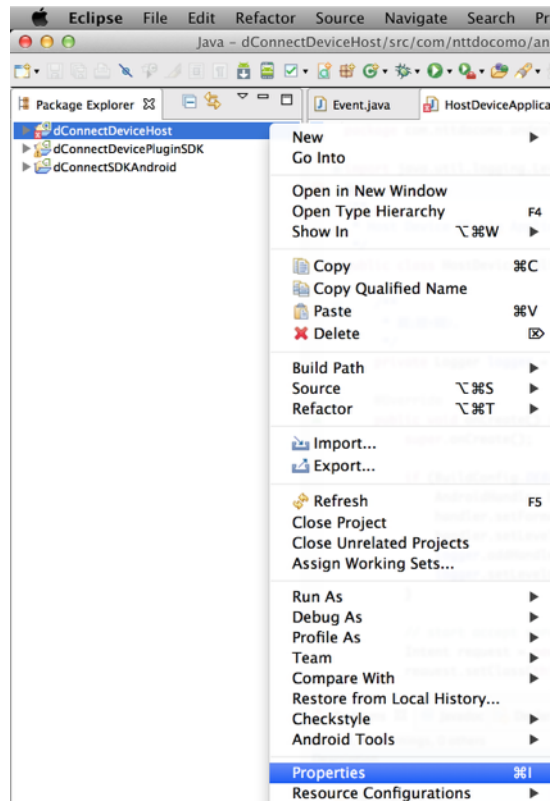 Eclipse File Edit Refactor Source Navigate Search Pr
Java – dConnectDeviceHost/src/com/nttdocomo/an
Package Explorer
Event.java
HostDeviceApplica
dConnectDeviceHost
dConnectDevicePluginSDK
dConnectSDKAndroid
New
Go Into
Open in New Window
Open Type Hierarchy F4
Show In ⌥⌘W
Copy ⌘C
Copy Qualified Name
Paste ⌘V
Delete ⌦
Build Path
Source ⌥⌘S
Refactor ⌥⌘T
Import...
Export...
Refresh F5
Close Project
Close Unrelated Projects
Assign Working Sets...
Run As
Debug As
Profile As
Team
Compare With
Restore from Local History...
Checkstyle
Android Tools
Properties ⌘I
Resource Configurations